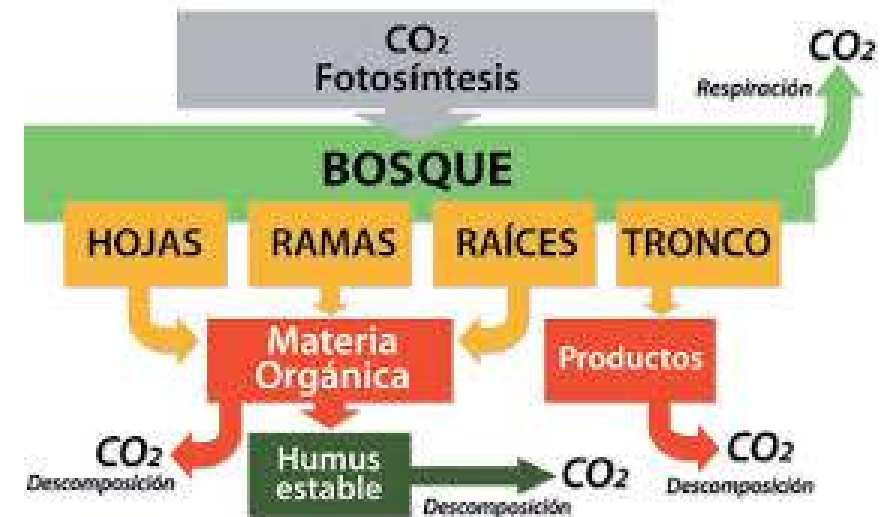 CO₂
Fotosíntesis
CO₂
Respiración
BOSQUE
HOJAS
RAMAS
RAÍCES
TRONCO
Materia
Orgánica
Productos
CO₂
Descomposición
Humus
estable
CO₂
Descomposición
CO₂
Descomposición